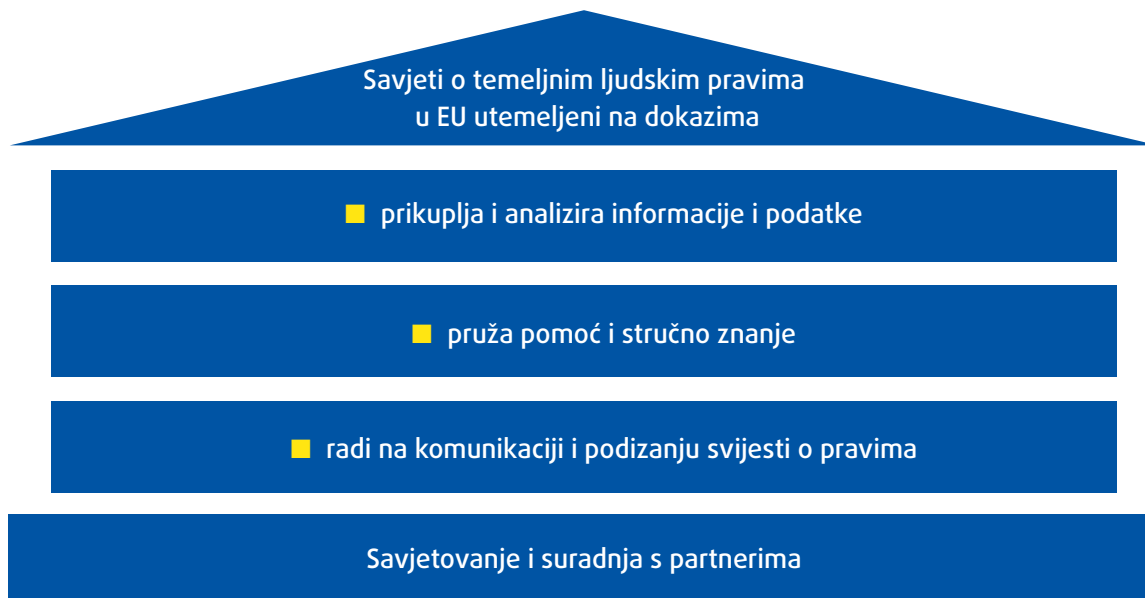 Savjeti o temeljnim ljudskim pravima
u EU utemeljeni na dokazima
prikuplja i analizira informacije i podatke
pruža pomoć i stručno znanje
radi na komunikaciji i podizanju svijesti o pravima
Savjetovanje i suradnja s partnerima